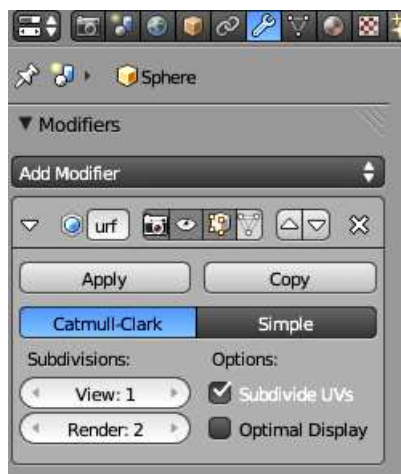 Sphere
Modifiers
Add Modifier
urf
Apply Copy
Catmull-Clark Simple
Subdivisions: Options:
View: 1 Subdivide UVs
Render: 2 Optimal Display